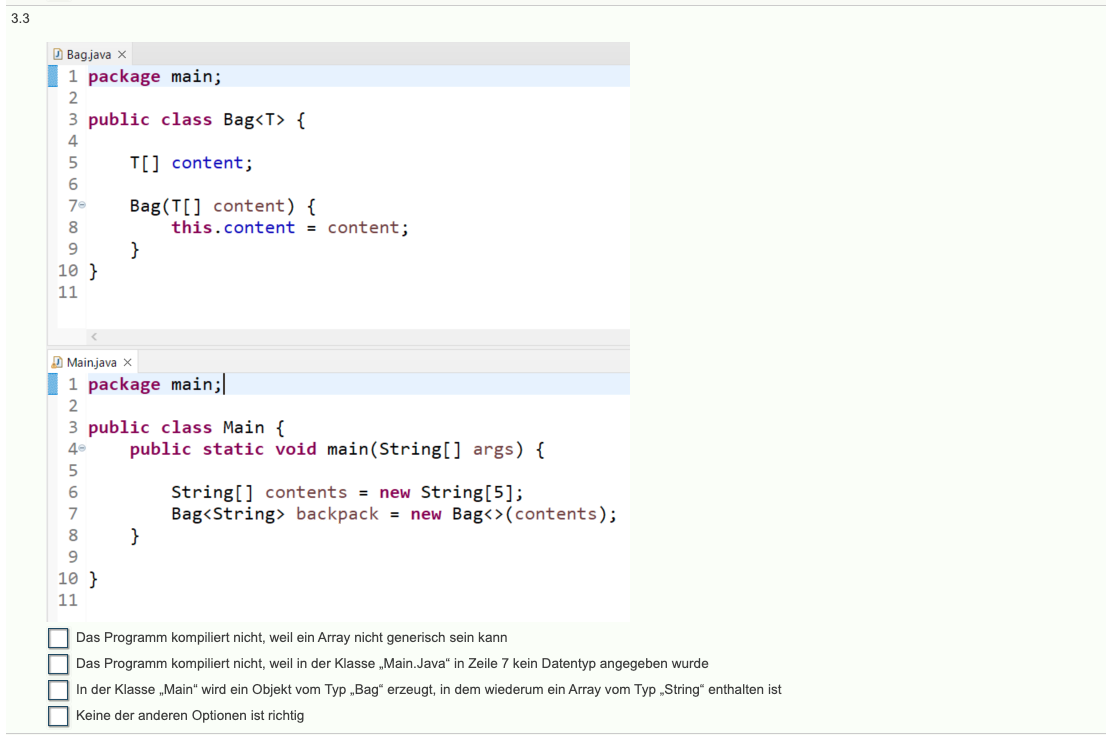 3.3
Bag.java
1 package main;
2
3 public class Bag<T> {
4
5     T[] content;
6
7     Bag(T[] content) {
8         this.content = content;
9     }
10 }
11
Main.java
1 package main;
2
3 public class Main {
4     public static void main(String[] args) {
5
6         String[] contents = new String[5];
7         Bag<String> backpack = new Bag<>(contents);
8     }
9
10 }
11
Das Programm kompiliert nicht, weil ein Array nicht generisch sein kann
Das Programm kompiliert nicht, weil in der Klasse „Main.Java“ in Zeile 7 kein Datentyp angegeben wurde
In der Klasse „Main“ wird ein Objekt vom Typ „Bag“ erzeugt, in dem wiederum ein Array vom Typ „String“ enthalten ist
Keine der anderen Optionen ist richtig